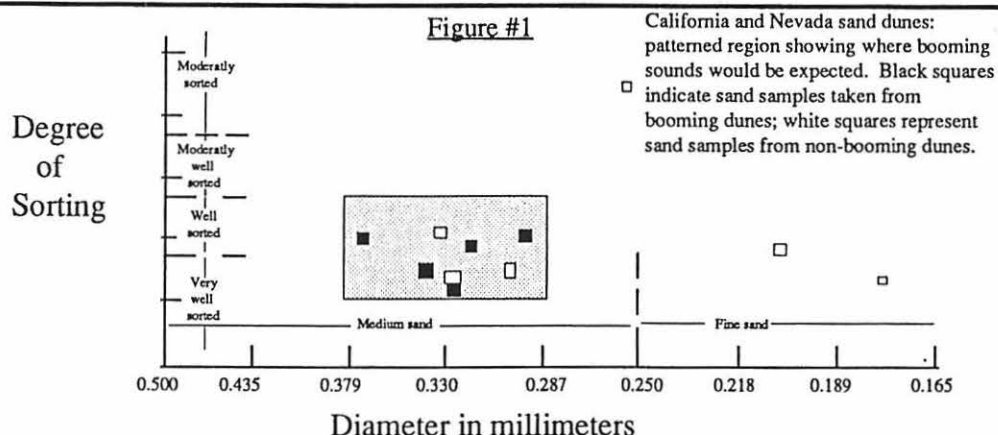 Figure #1
California and Nevada sand dunes:
patterned region showing where booming
sounds would be expected. Black squares
indicate sand samples taken from
booming dunes; white squares represent
sand samples from non-booming dunes.
Degree
of
Sorting
Moderatly
sorted
Moderatly
well
sorted
Well
sorted
Very
well
sorted
Medium sand
Fine sand
0.500 0.435 0.379 0.330 0.287 0.250 0.218 0.189 0.165
Diameter in millimeters